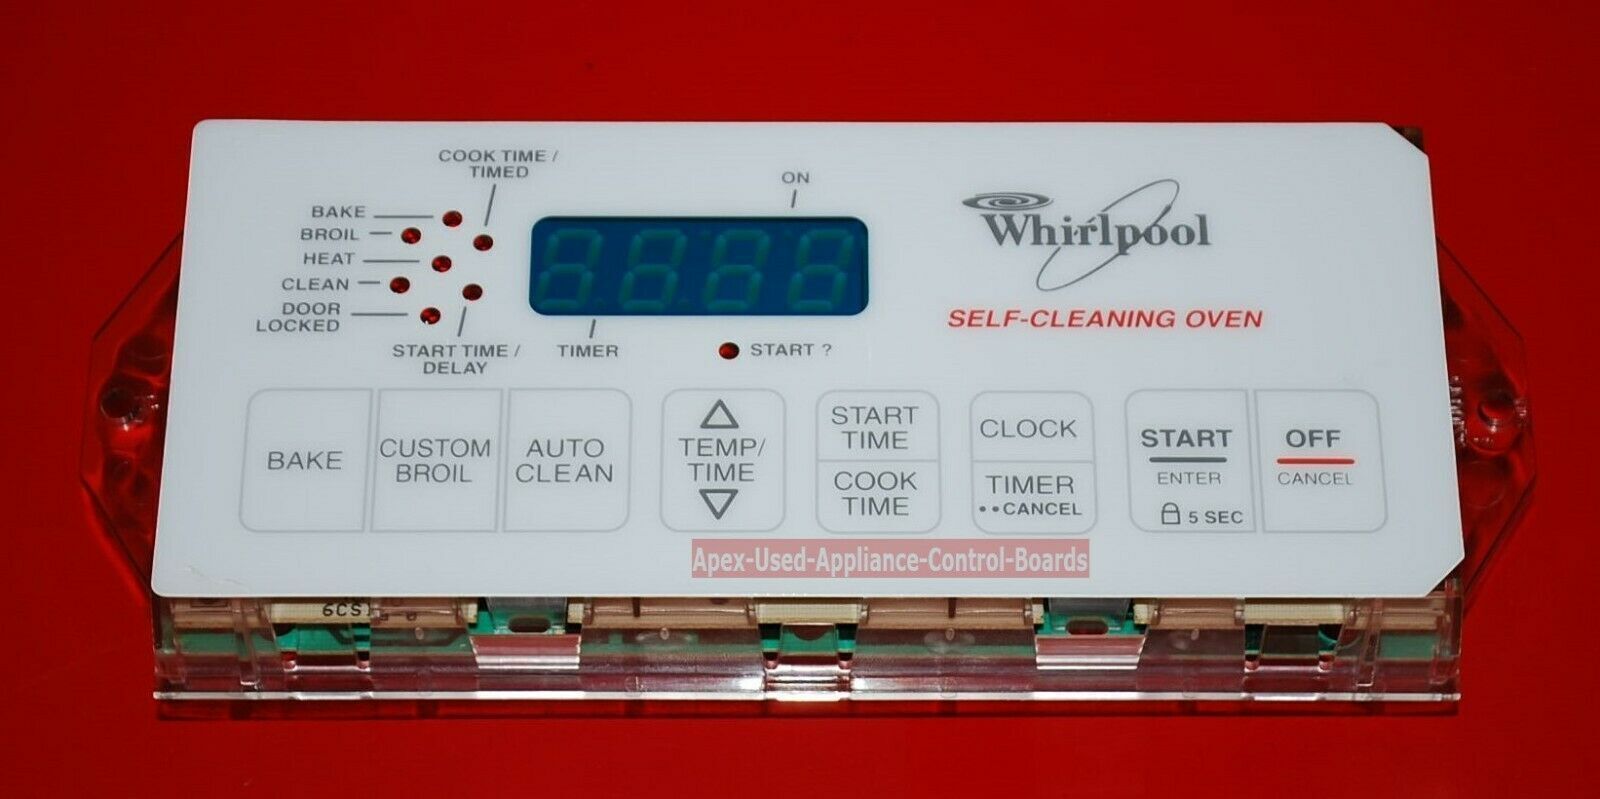 COOK TIME /
TIMED
ON
BAKE
BROIL
HEAT
CLEAN
DOOR
LOCKED
START TIME /
DELAY
TIMER
START ?
Whirlpool
SELF-CLEANING OVEN
BAKE
CUSTOM
BROIL
AUTO
CLEAN
TEMP/
TIME
START
TIME
COOK
TIME
CLOCK
TIMER
••CANCEL
START
ENTER
5 SEC
OFF
CANCEL
Apex-Used-Appliance-Control-Boards